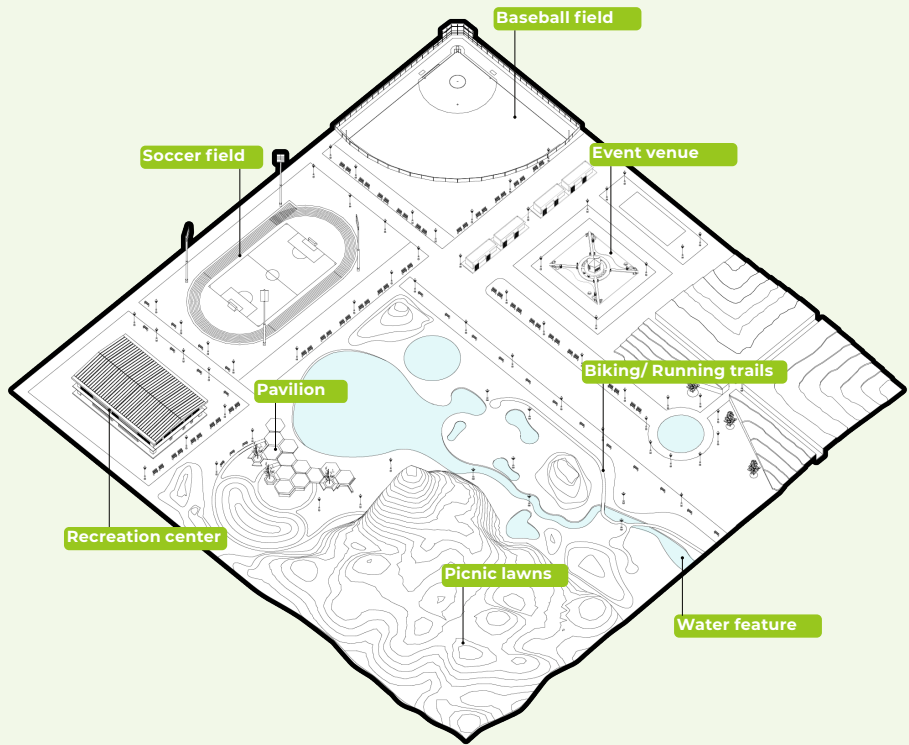 Baseball field
Soccer field
Event venue
Biking/ Running trails
Pavilion
Recreation center
Picnic lawns
Water feature